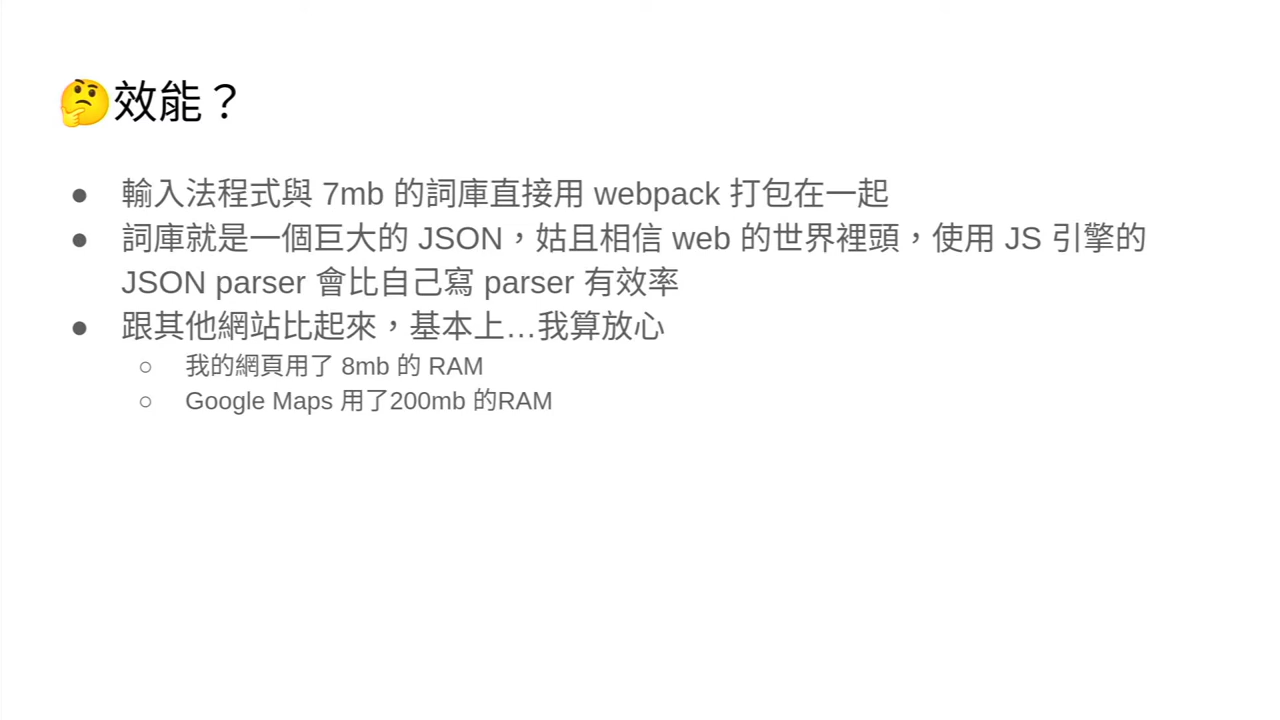 🤔效能？
● 輸入法程式與 7mb 的詞庫直接用 webpack 打包在一起
● 詞庫就是一個巨大的 JSON，姑且相信 web 的世界裡頭，使用 JS 引擎的
JSON parser 會比自己寫 parser 有效率
● 跟其他網站比起來，基本上…我算放心
○ 我的網頁用了 8mb 的 RAM
○ Google Maps 用了200mb 的RAM